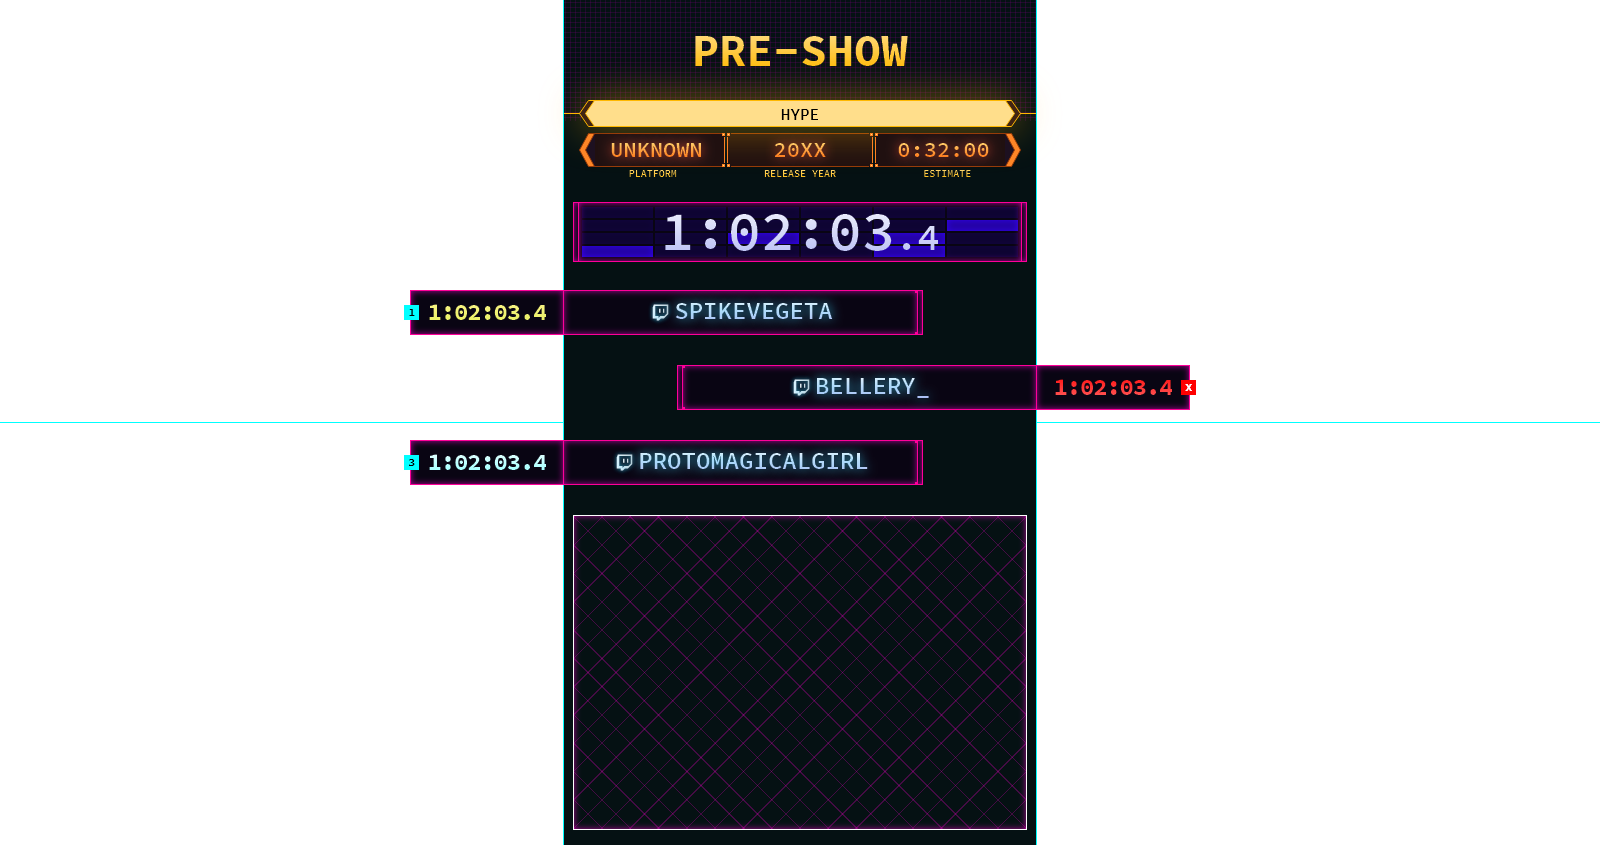 PRE-SHOW
HYPE
UNKNOWN 20XX 0:32:00
PLATFORM RELEASE YEAR ESTIMATE
1:02:03.4
1 1:02:03.4 SPIKEVEGETA
BELLERY_ 1:02:03.4 X
3 1:02:03.4 PROTOMAGICALGIRL